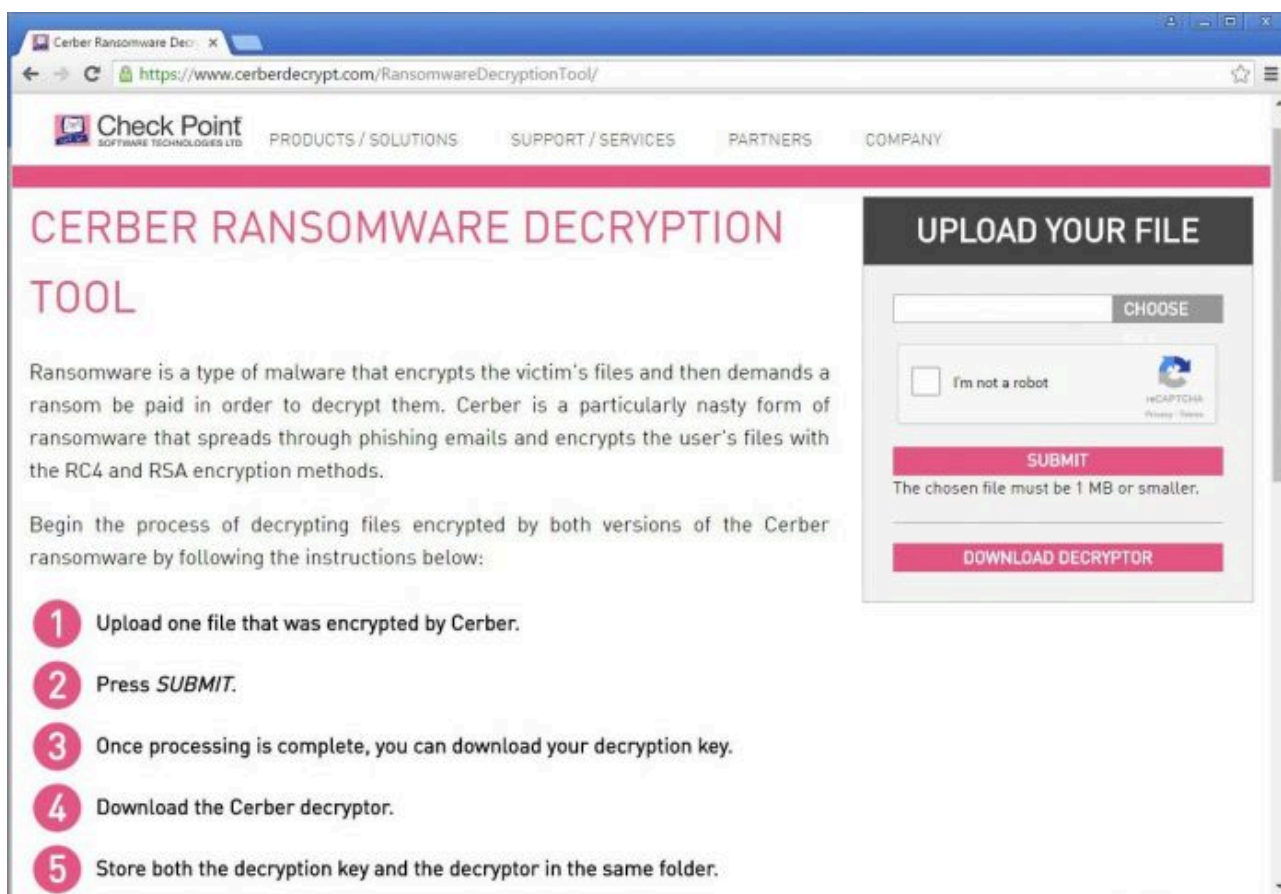 Cerber Ransomware Decr
https://www.cerberdecrypt.com/RansomwareDecryptionTool/
Check Point
SOFTWARE TECHNOLOGIES LTD
PRODUCTS / SOLUTIONS
SUPPORT / SERVICES
PARTNERS
COMPANY
CERBER RANSOMWARE DECRYPTION
TOOL
Ransomware is a type of malware that encrypts the victim's files and then demands a
ransom be paid in order to decrypt them. Cerber is a particularly nasty form of
ransomware that spreads through phishing emails and encrypts the user's files with
the RC4 and RSA encryption methods.
Begin the process of decrypting files encrypted by both versions of the Cerber
ransomware by following the instructions below:
1 Upload one file that was encrypted by Cerber.
2 Press SUBMIT.
3 Once processing is complete, you can download your decryption key.
4 Download the Cerber decryptor.
5 Store both the decryption key and the decryptor in the same folder.
UPLOAD YOUR FILE
CHOOSE
I'm not a robot
reCAPTCHA
Privacy - Terms
SUBMIT
The chosen file must be 1 MB or smaller.
DOWNLOAD DECRYPTOR